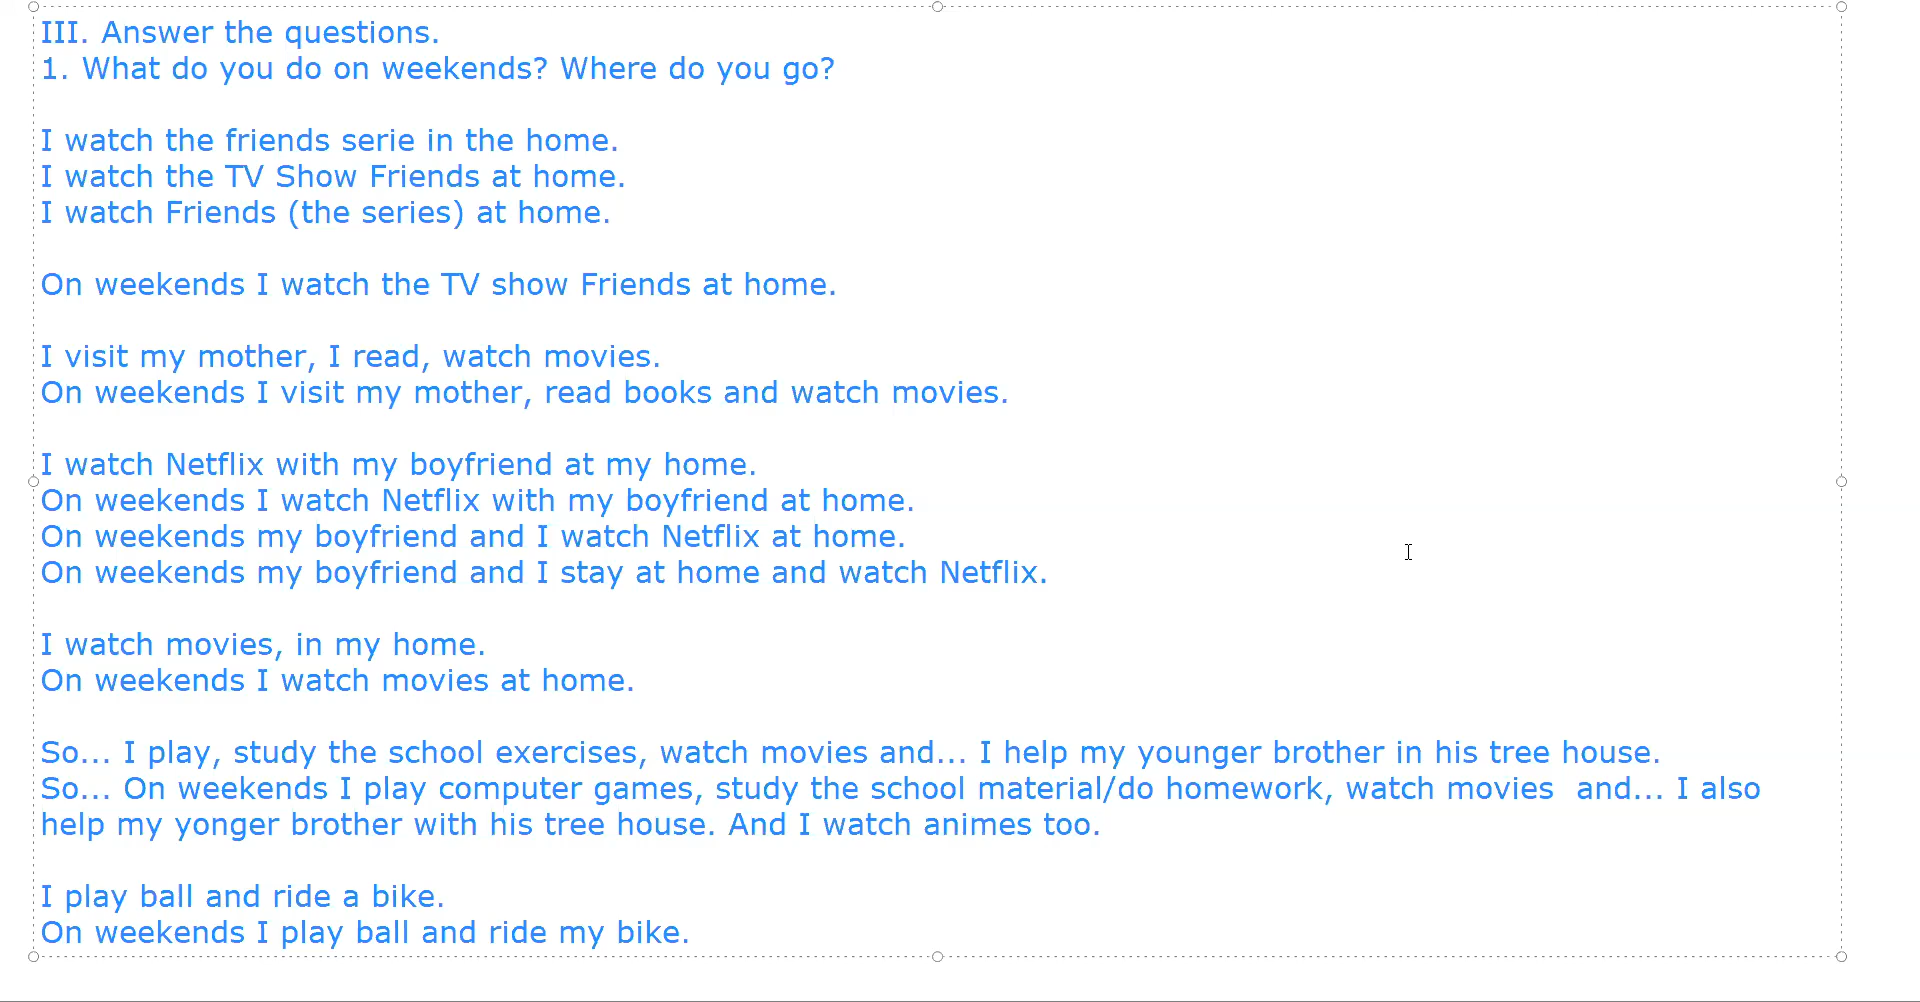 III. Answer the questions.
1. What do you do on weekends? Where do you go?
I watch the friends serie in the home.
I watch the TV Show Friends at home.
I watch Friends (the series) at home.
On weekends I watch the TV show Friends at home.
I visit my mother, I read, watch movies.
On weekends I visit my mother, read books and watch movies.
I watch Netflix with my boyfriend at my home.
On weekends I watch Netflix with my boyfriend at home.
On weekends my boyfriend and I watch Netflix at home.
On weekends my boyfriend and I stay at home and watch Netflix.
I watch movies, in my home.
On weekends I watch movies at home.
So... I play, study the school exercises, watch movies and... I help my younger brother in his tree house.
So... On weekends I play computer games, study the school material/do homework, watch movies  and... I also
help my yonger brother with his tree house. And I watch animes too.
I play ball and ride a bike.
On weekends I play ball and ride my bike.